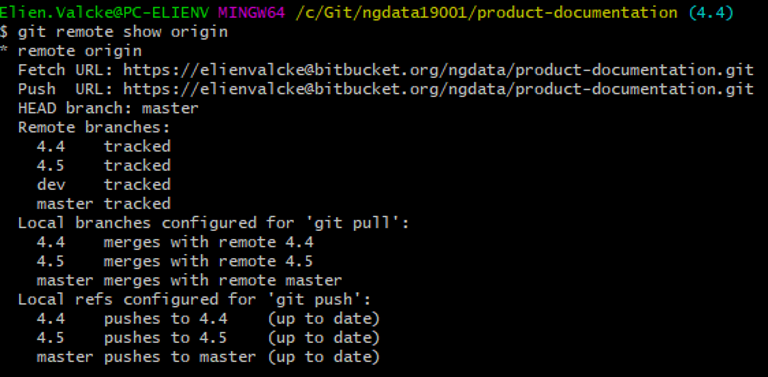 Elien.Valcke@PC-ELIENV MINGW64 /c/Git/ngdata19001/product-documentation (4.4)
$ git remote show origin
* remote origin
  Fetch URL: https://elienvalcke@bitbucket.org/ngdata/product-documentation.git
  Push  URL: https://elienvalcke@bitbucket.org/ngdata/product-documentation.git
  HEAD branch: master
  Remote branches:
    4.4    tracked
    4.5    tracked
    dev    tracked
    master tracked
  Local branches configured for 'git pull':
    4.4    merges with remote 4.4
    4.5    merges with remote 4.5
    master merges with remote master
  Local refs configured for 'git push':
    4.4    pushes to 4.4    (up to date)
    4.5    pushes to 4.5    (up to date)
    master pushes to master (up to date)